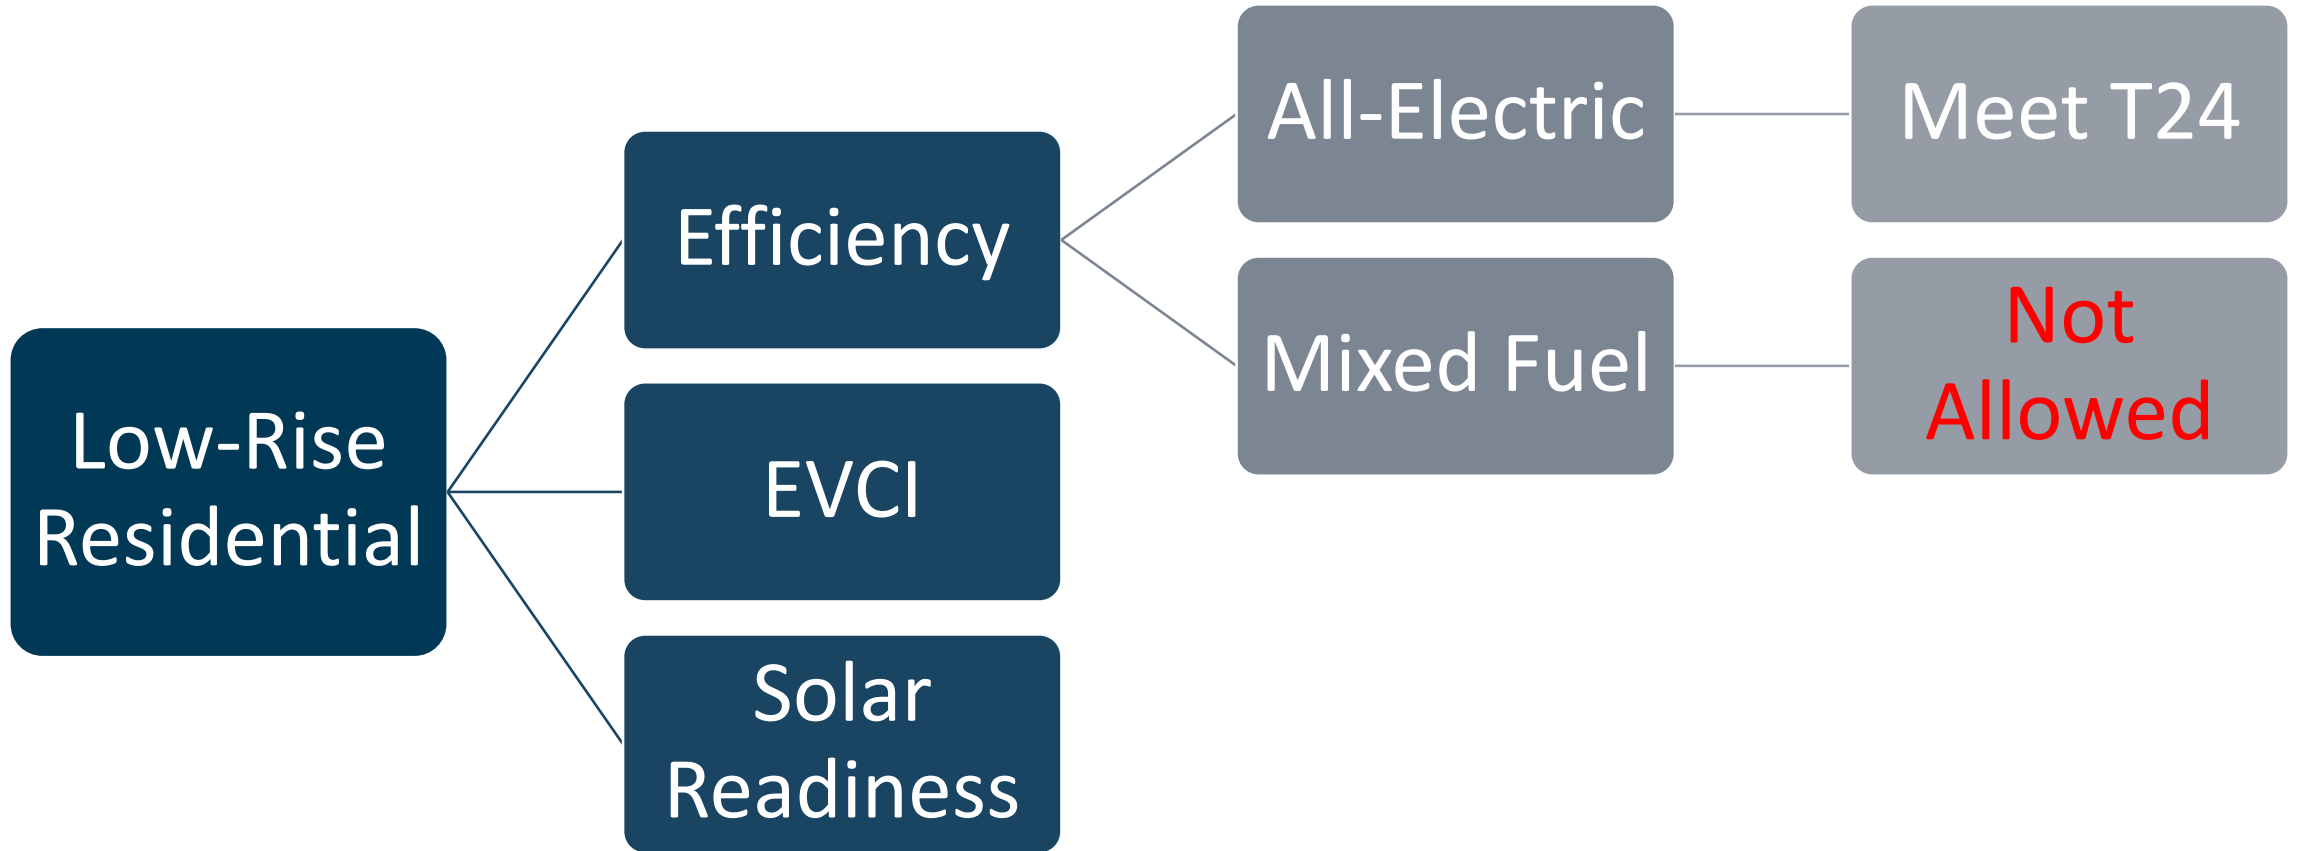 Low-Rise
Residential
Efficiency
EVCI
Solar
Readiness
All-Electric
Mixed Fuel
Meet T24
Not
Allowed